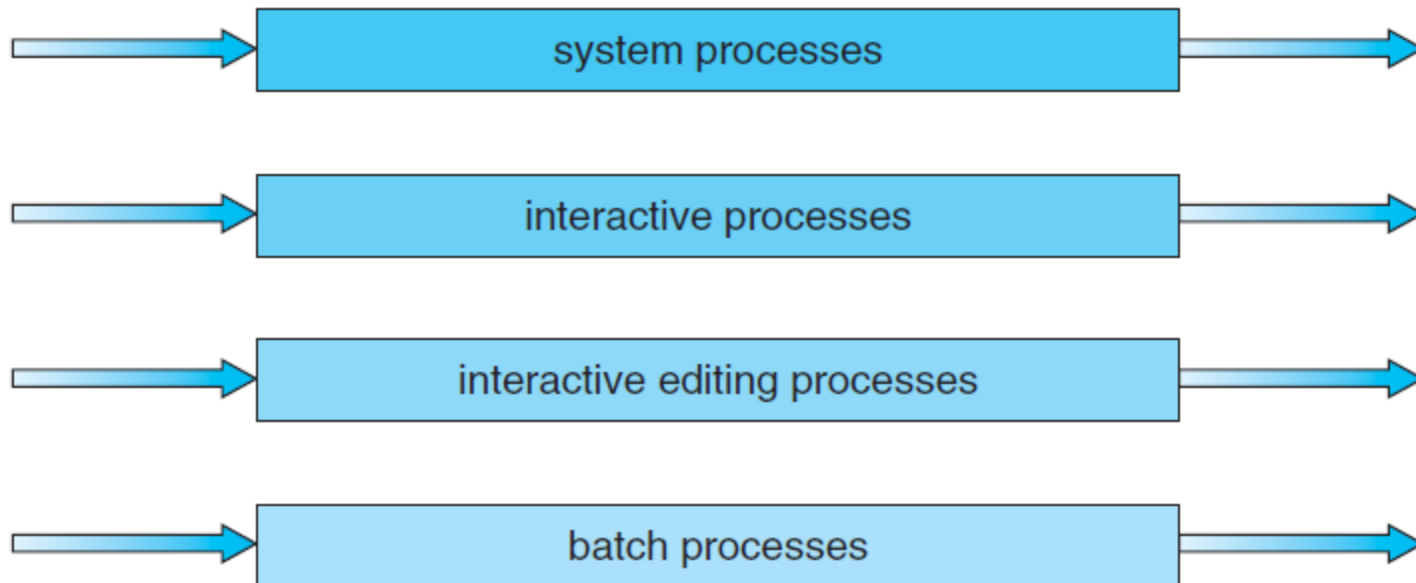 system processes
interactive processes
interactive editing processes
batch processes